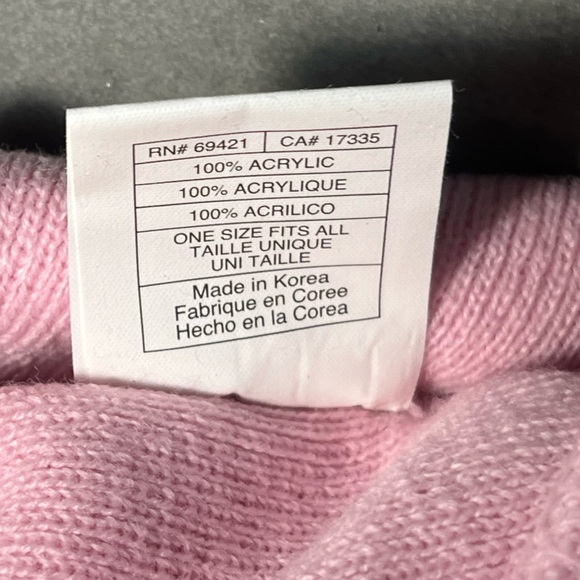 RN# 69421 CA# 17335
100% ACRYLIC
100% ACRYLIQUE
100% ACRILICO
ONE SIZE FITS ALL
TAILLE UNIQUE
UNI TAILLE
Made in Korea
Fabrique en Coree
Hecho en la Corea